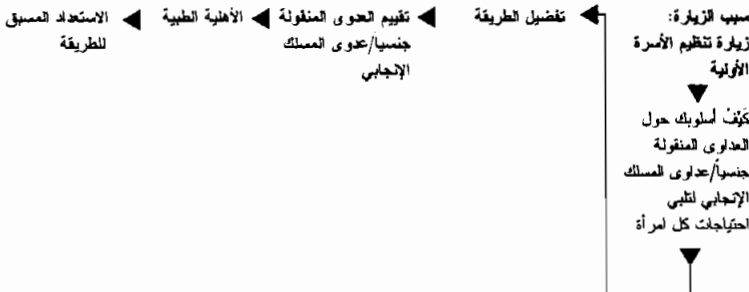 سبب الزيارة:
زيارة تنظيم الأسرة
الأولية
كَيِّفْ أسلوبك حول
العداوى المنقولة
جنسياً/عداوى المسلك
الإنجابي لتلبي
احتياجات كل امرأة
تفضيل الطريقة
تقييم العدوى المنقولة
جنسيا/عدوى المسلك
الإنجابي
الأهلية الطبية
الاستعداد المسبق
للطريقة